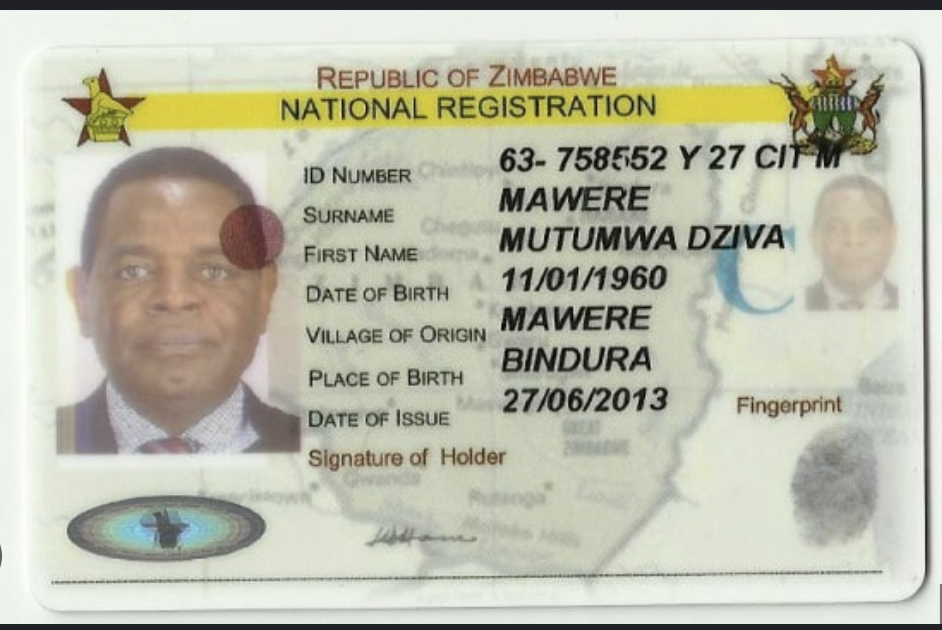 REPUBLIC OF ZIMBABWE
NATIONAL REGISTRATION
ID NUMBER 63- 758552 Y 27 CIT M
SURNAME MAWERE
FIRST NAME MUTUMWA DZIVA
DATE OF BIRTH 11/01/1960
VILLAGE OF ORIGIN MAWERE
PLACE OF BIRTH BINDURA
DATE OF ISSUE 27/06/2013
Fingerprint
Signature of Holder
C